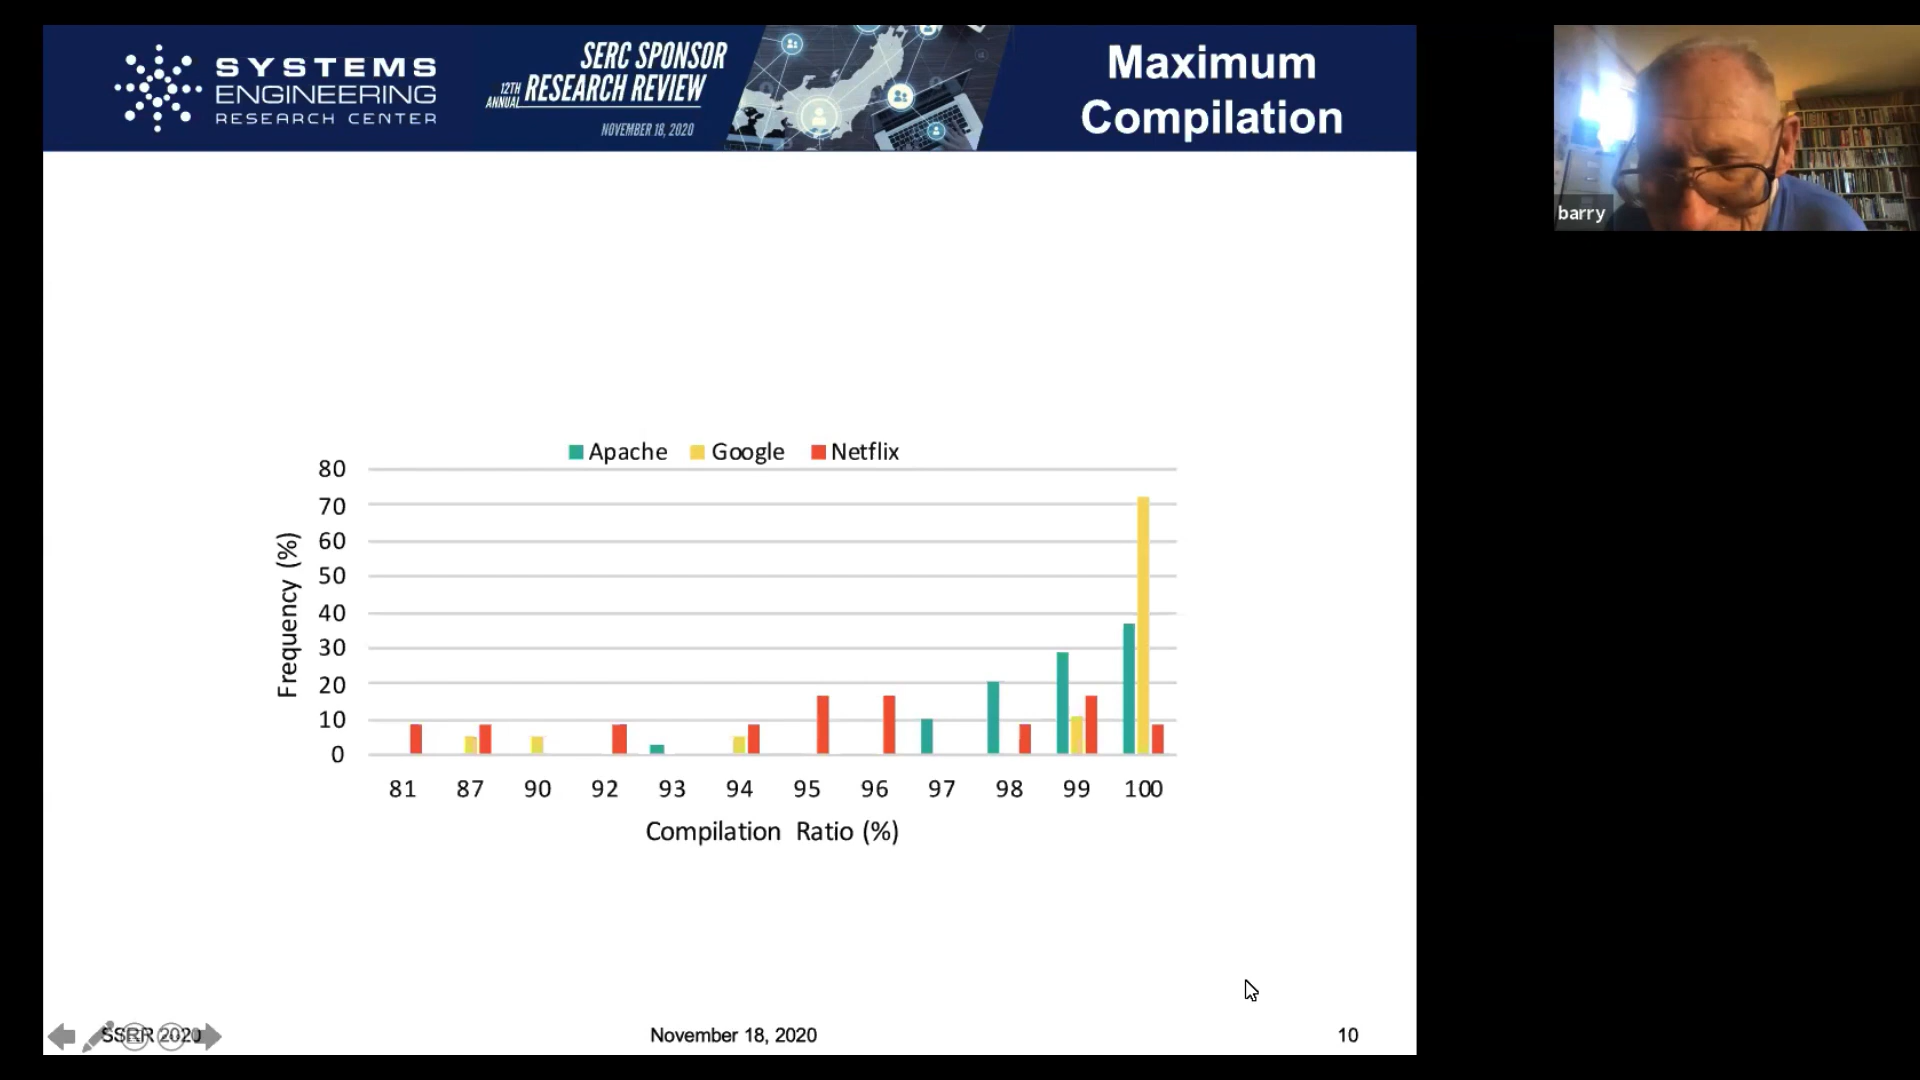 SYSTEMS
ENGINEERING
RESEARCH CENTER
SERC SPONSOR
12TH ANNUAL RESEARCH REVIEW
NOVEMBER 18, 2020
Maximum
Compilation
barry
Apache Google Netflix
80
70
60
50
40
30
20
10
0
Frequency (%)
81 87 90 92 93 94 95 96 97 98 99 100
Compilation Ratio (%)
SSRR 2020
November 18, 2020
10